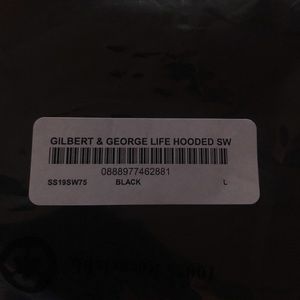 GILBERT & GEORGE LIFE HOODED SW
0888977462881
SS19SW75 BLACK L